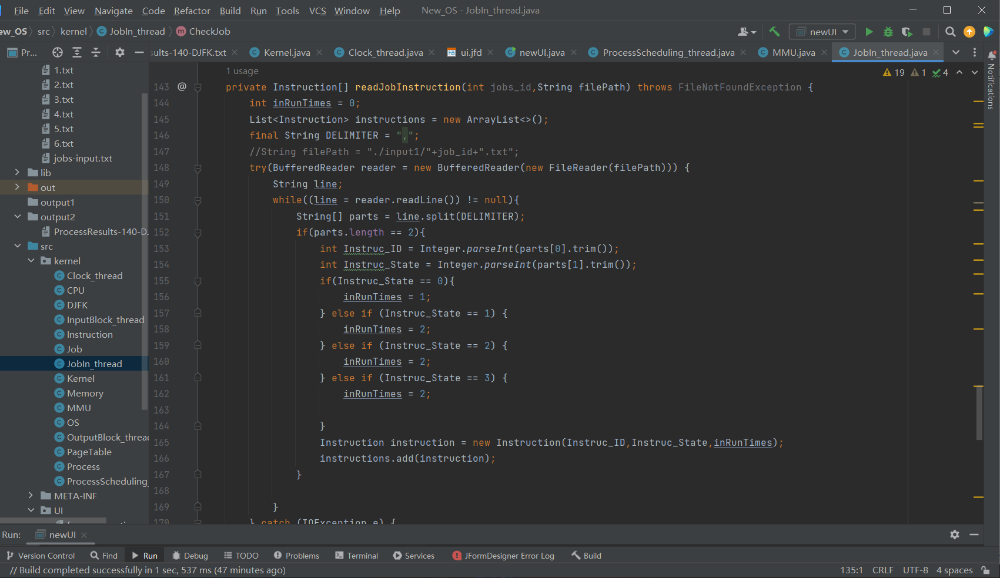 File Edit View Navigate Code Refactor Build Run Tools VCS Window Help New_OS - JobIn_thread.java
ew_OS src kernel JobIn_thread CheckJob newUI
Pr... sults-140-DJFK.txt Kernel.java Clock_thread.java ui.jfd newUI.java ProcessScheduling_thread.java MMU.java JobIn_thread.java
1.txt
2.txt
3.txt
4.txt
5.txt
6.txt
jobs-input.txt
lib
out
output1
output2
ProcessResults-140-D
src
kernel
Clock_thread
CPU
DJFK
InputBlock_thread
Instruction
Job
JobIn_thread
Kernel
Memory
MMU
OS
OutputBlock_threa
PageTable
Process
ProcessScheduling_
META-INF
UI
1 usage
19 1 4
143 @ private Instruction[] readJobInstruction(int jobs_id,String filePath) throws FileNotFoundException {
144 int inRunTimes = 0;
145 List<Instruction> instructions = new ArrayList<>();
146 final String DELIMITER = ",";
147 //String filePath = "./input1/"+job_id+".txt";
148 try(BufferedReader reader = new BufferedReader(new FileReader(filePath))) {
149 String line;
150 while((line = reader.readLine()) != null){
151 String[] parts = line.split(DELIMITER);
152 if(parts.length == 2){
153 int Instruc_ID = Integer.parseInt(parts[0].trim());
154 int Instruc_State = Integer.parseInt(parts[1].trim());
155 if(Instruc_State == 0){
156 inRunTimes = 1;
157 } else if (Instruc_State == 1) {
158 inRunTimes = 2;
159 } else if (Instruc_State == 2) {
160 inRunTimes = 2;
161 } else if (Instruc_State == 3) {
162 inRunTimes = 2;
163
164 }
165 Instruction instruction = new Instruction(Instruc_ID,Instruc_State,inRunTimes);
166 instructions.add(instruction);
167 }
168
169 }
170 } catch (IOException e) {
Notifications
Run: newUI
Version Control Find Run Debug TODO Problems Terminal Services JFormDesigner Error Log Build
// Build completed successfully in 1 sec, 537 ms (47 minutes ago) 135:1 CRLF UTF-8 4 spaces